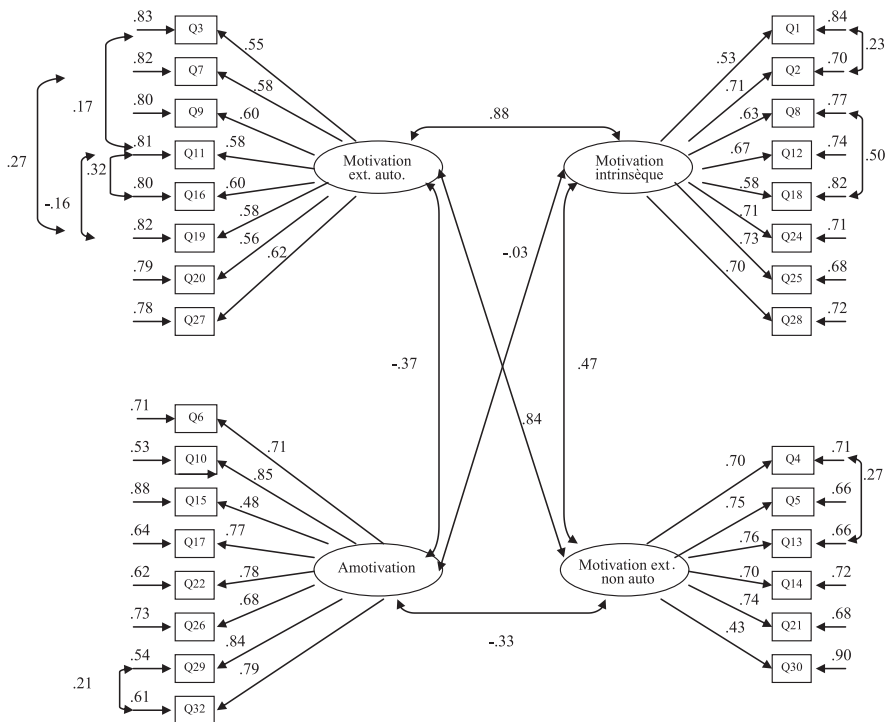 .83
Q3
.55
.82
Q7
.58
.80
Q9
.60
.17
.81
Q11
.58
.27
.32
.80
Q16
.60
-.16
.82
Q19
.58
.79
Q20
.56
.78
Q27
.62
Motivation
ext. auto.
.88
Motivation
intrinsèque
.53
Q1
.84
.23
.71
Q2
.70
.63
Q8
.77
.67
Q12
.74
.50
.58
Q18
.82
.71
Q24
.71
.73
Q25
.68
.70
Q28
.72
-.03
-.37
.47
.84
.71
Q6
.71
.53
Q10
.85
.88
Q15
.48
.64
Q17
.77
.62
Q22
.78
.73
Q26
.68
.54
Q29
.84
.21
.61
Q32
.79
Amotivation
-.33
Motivation ext.
non auto
.70
Q4
.71
.27
.75
Q5
.66
.76
Q13
.66
.70
Q14
.72
.74
Q21
.68
.43
Q30
.90